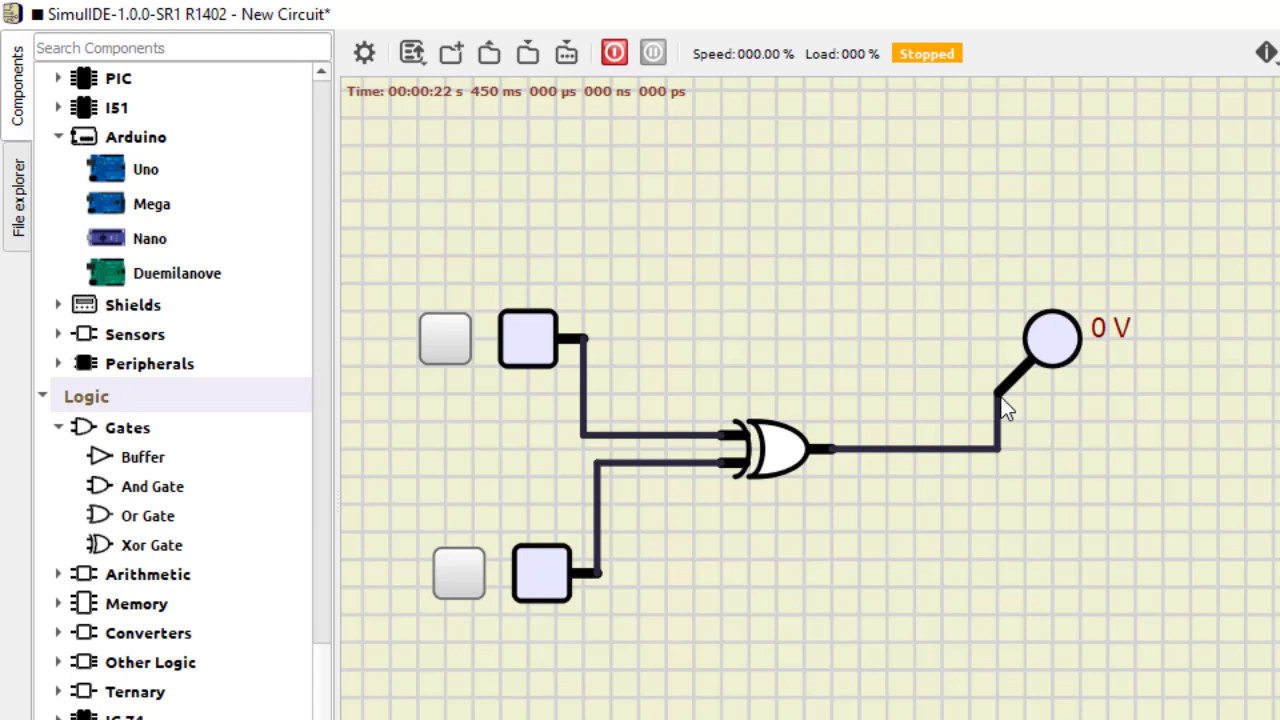 SimulIDE-1.0.0-SR1 R1402 - New Circuit*
Components
File explorer
Search Components
PIC
I51
Arduino
Uno
Mega
Nano
Duemilanove
Shields
Sensors
Peripherals
Logic
Gates
Buffer
And Gate
Or Gate
Xor Gate
Arithmetic
Memory
Converters
Other Logic
Ternary
IC 74
Speed:000.00 % Load:000 % Stopped
Time: 00:00:22 s 450 ms 000 µs 000 ns 000 ps
0 V